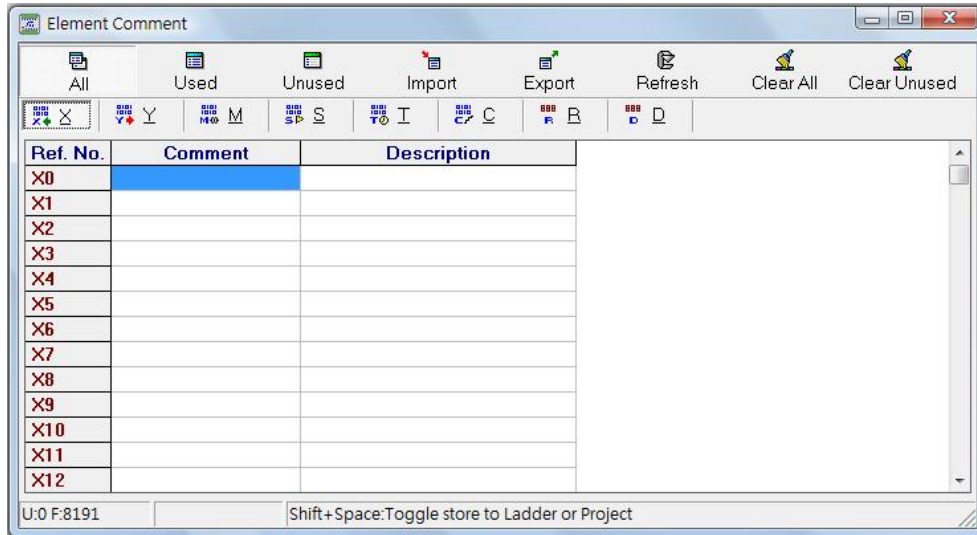 Element Comment
All Used Unused Import Export Refresh Clear All Clear Unused
X Y M S T C R D
Ref. No. Comment Description
X0
X1
X2
X3
X4
X5
X6
X7
X8
X9
X10
X11
X12
U:0 F:8191 Shift+Space:Toggle store to Ladder or Project